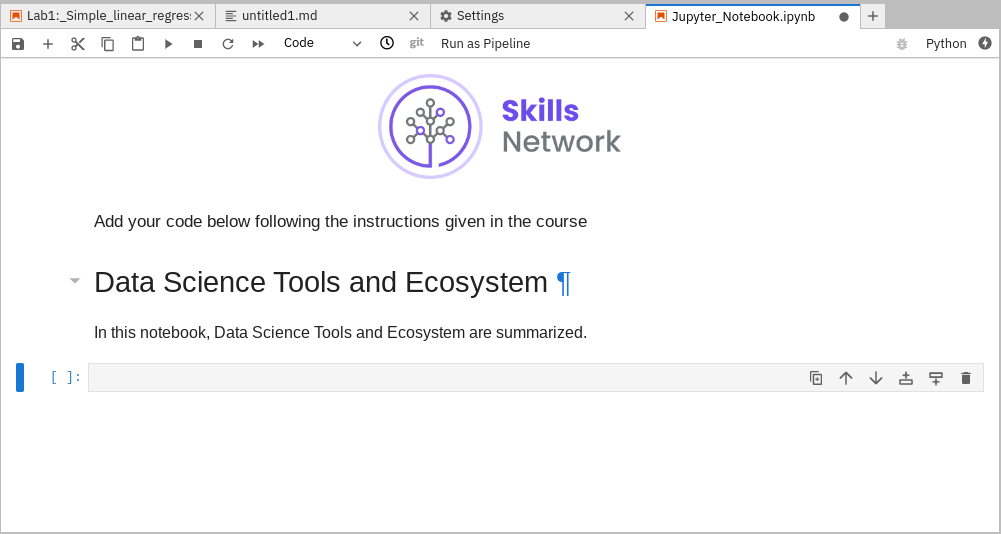 Lab1:_Simple_linear_regres
untitled1.md
Settings
Jupyter_Notebook.ipynb
Code
git
Run as Pipeline
Python
Skills
Network
Add your code below following the instructions given in the course
Data Science Tools and Ecosystem ¶
In this notebook, Data Science Tools and Ecosystem are summarized.
[ ]: